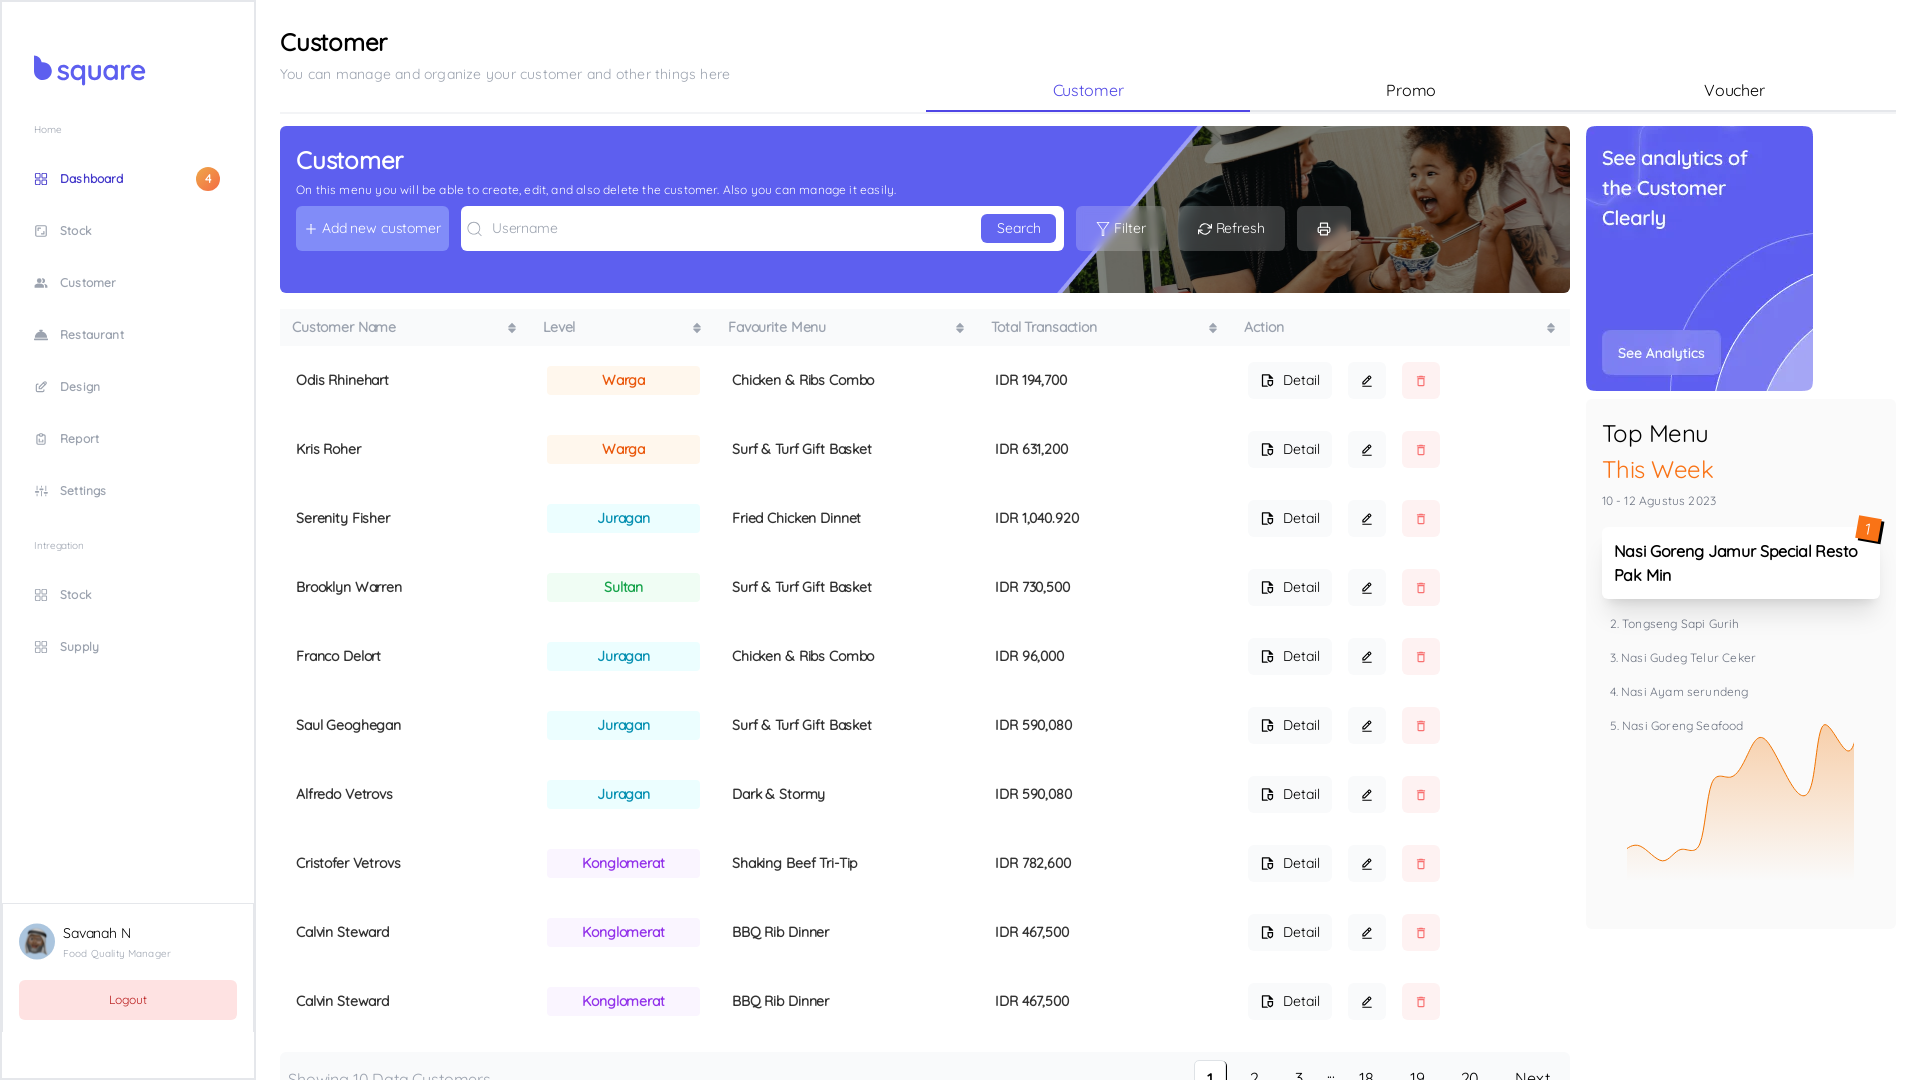 square
Home
Dashboard
4
Stock
Customer
Restaurant
Design
Report
Settings
Intregation
Stock
Supply
Savanah N
Food Quality Manager
Logout
Customer
You can manage and organize your customer and other things here
Customer
Promo
Voucher
Customer
On this menu you will be able to create, edit, and also delete the customer. Also you can manage it easily.
Add new customer
Username
Search
Filter
Refresh
Customer Name Level Favourite Menu Total Transaction Action
Odis Rhinehart Warga Chicken & Ribs Combo IDR 194,700 Detail
Kris Roher Warga Surf & Turf Gift Basket IDR 631,200 Detail
Serenity Fisher Juragan Fried Chicken Dinnet IDR 1,040.920 Detail
Brooklyn Warren Sultan Surf & Turf Gift Basket IDR 730,500 Detail
Franco Delort Juragan Chicken & Ribs Combo IDR 96,000 Detail
Saul Geoghegan Juragan Surf & Turf Gift Basket IDR 590,080 Detail
Alfredo Vetrovs Juragan Dark & Stormy IDR 590,080 Detail
Cristofer Vetrovs Konglomerat Shaking Beef Tri-Tip IDR 782,600 Detail
Calvin Steward Konglomerat BBQ Rib Dinner IDR 467,500 Detail
Calvin Steward Konglomerat BBQ Rib Dinner IDR 467,500 Detail
Showing 10 Data Customers
1 2 3 ... 18 19 20 Next
See analytics of
the Customer
Clearly
See Analytics
Top Menu
This Week
10 - 12 Agustus 2023
1
Nasi Goreng Jamur Special Resto
Pak Min
2. Tongseng Sapi Gurih
3. Nasi Gudeg Telur Ceker
4. Nasi Ayam serundeng
5. Nasi Goreng Seafood